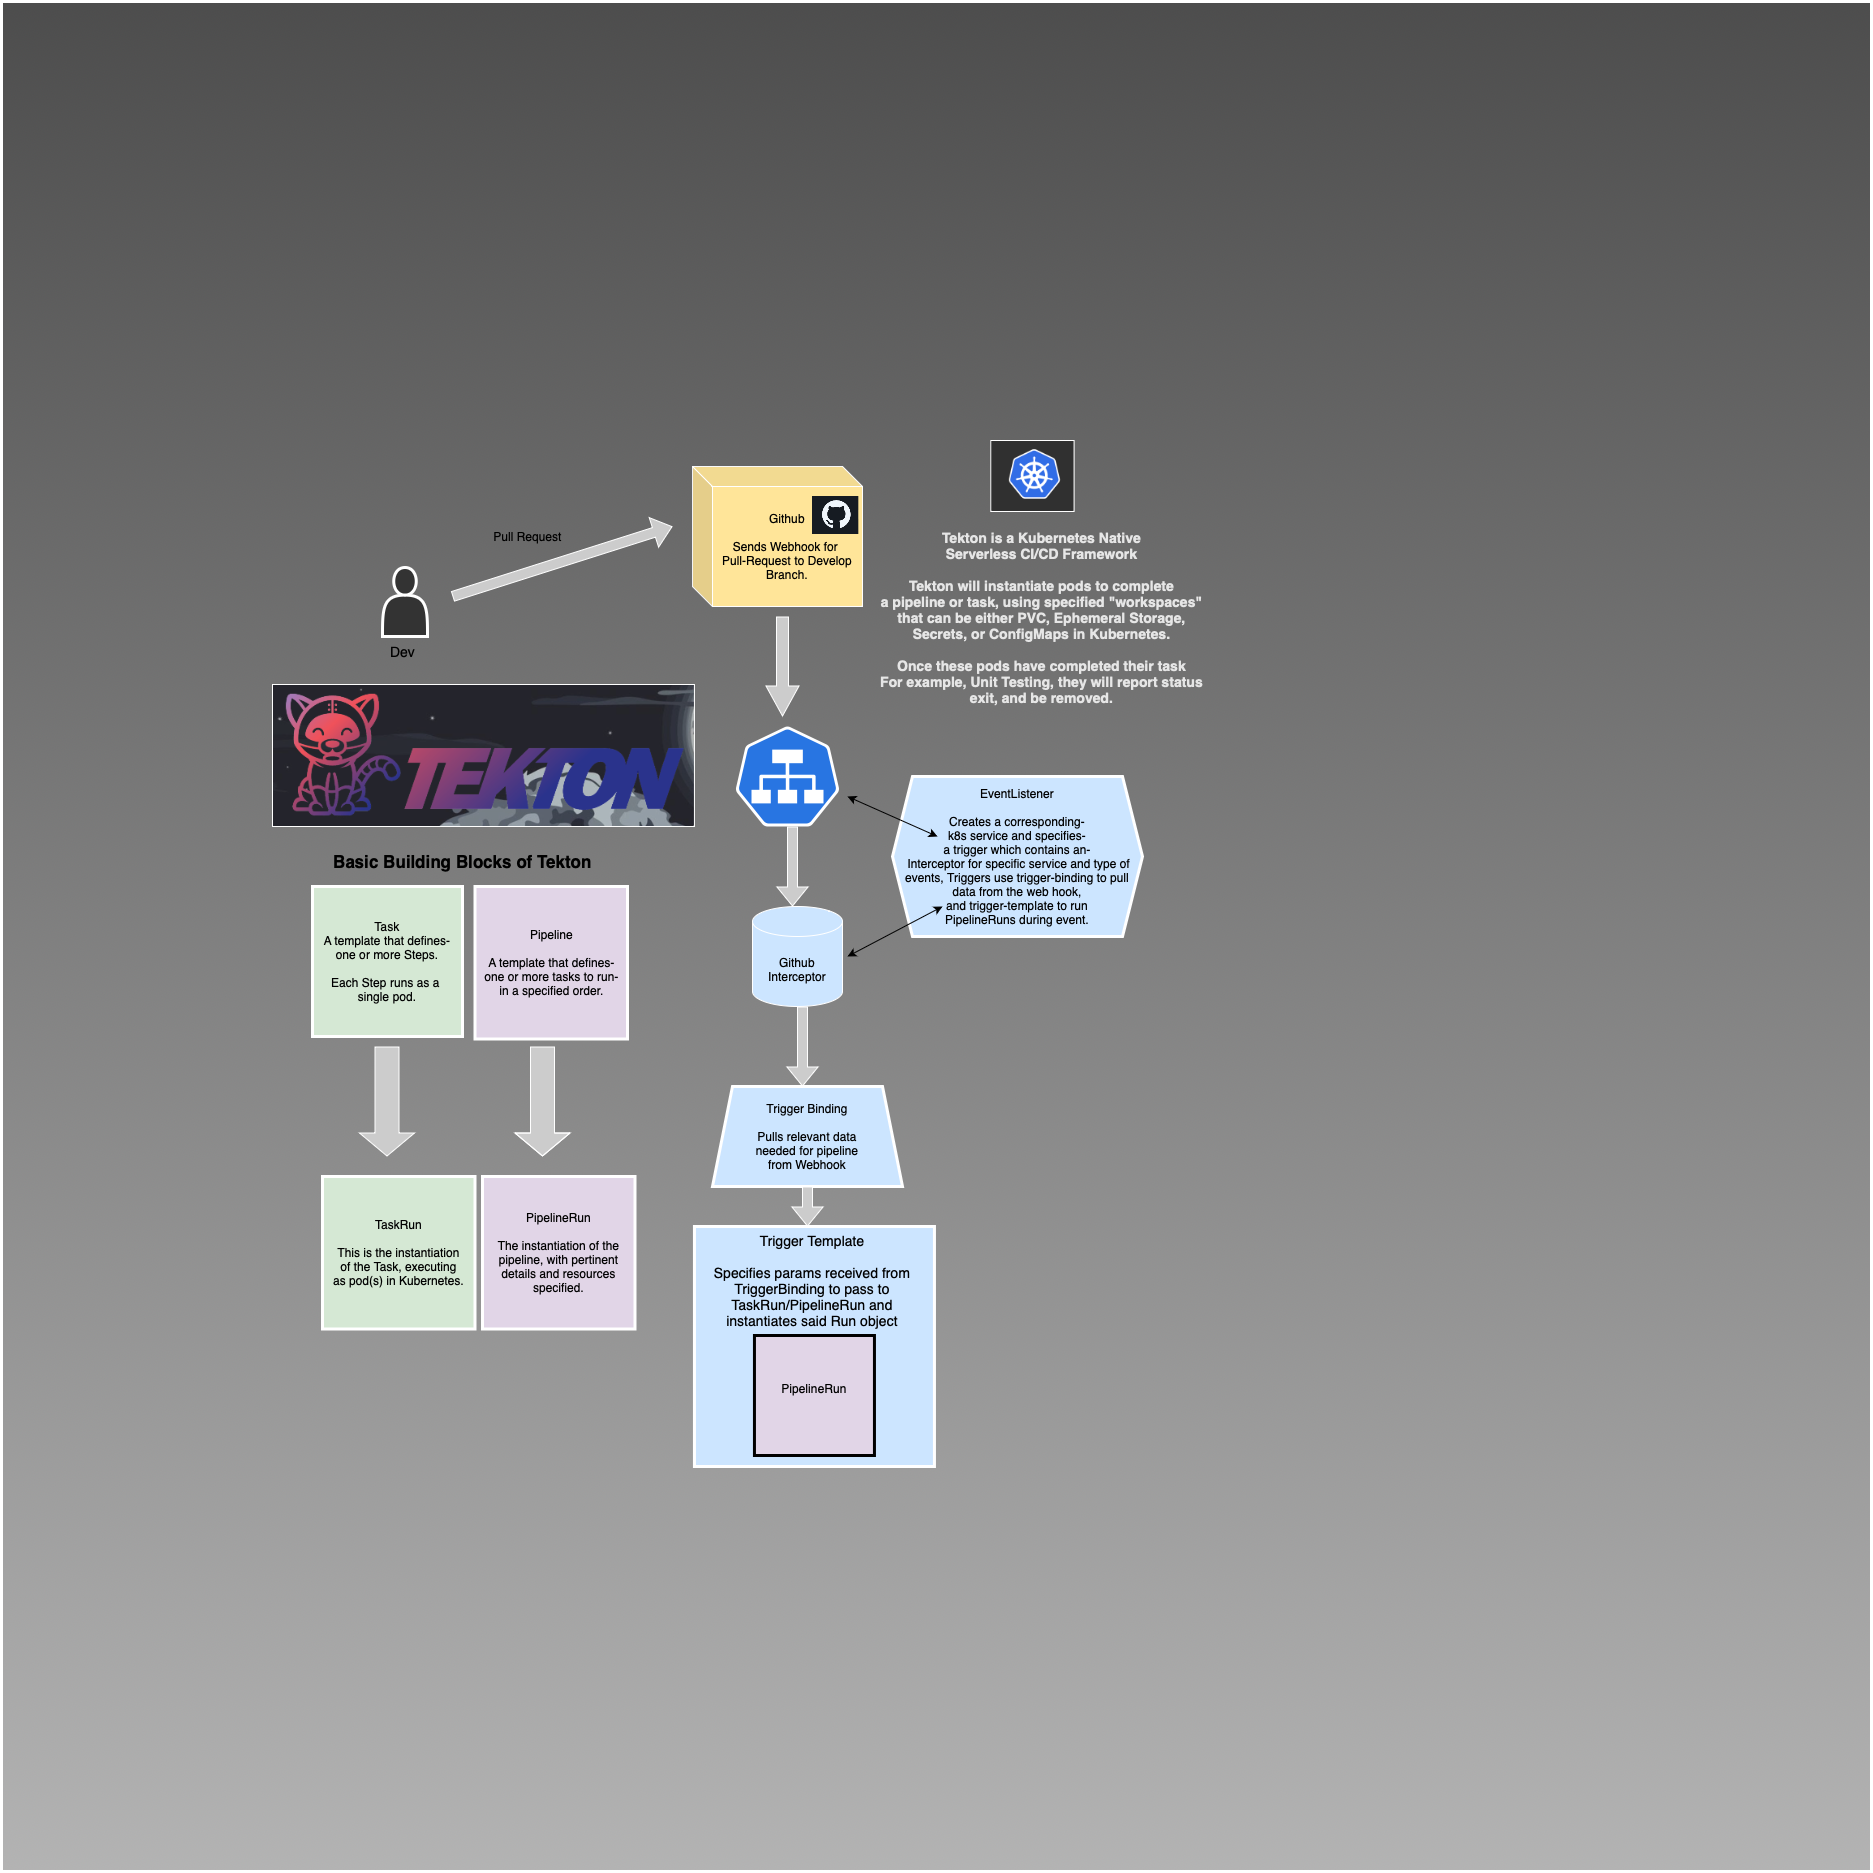 Pull Request
Dev
Github
Sends Webhook for
Pull-Request to Develop
Branch.
Tekton is a Kubernetes Native
Serverless CI/CD Framework
Tekton will instantiate pods to complete
a pipeline or task, using specified "workspaces"
that can be either PVC, Ephemeral Storage,
Secrets, or ConfigMaps in Kubernetes.
Once these pods have completed their task
For example, Unit Testing, they will report status
exit, and be removed.
TEKTON
EventListener
Creates a corresponding-
k8s service and specifies-
a trigger which contains an-
Interceptor for specific service and type of
events, Triggers use trigger-binding to pull
data from the web hook,
and trigger-template to run
PipelineRuns during event.
Basic Building Blocks of Tekton
Task
A template that defines-
one or more Steps.
Each Step runs as a
single pod.
Pipeline
A template that defines-
one or more tasks to run-
in a specified order.
Github
Interceptor
Trigger Binding
Pulls relevant data
needed for pipeline
from Webhook
TaskRun
This is the instantiation
of the Task, executing
as pod(s) in Kubernetes.
PipelineRun
The instantiation of the
pipeline, with pertinent
details and resources
specified.
Trigger Template
Specifies params received from
TriggerBinding to pass to
TaskRun/PipelineRun and
instantiates said Run object
PipelineRun